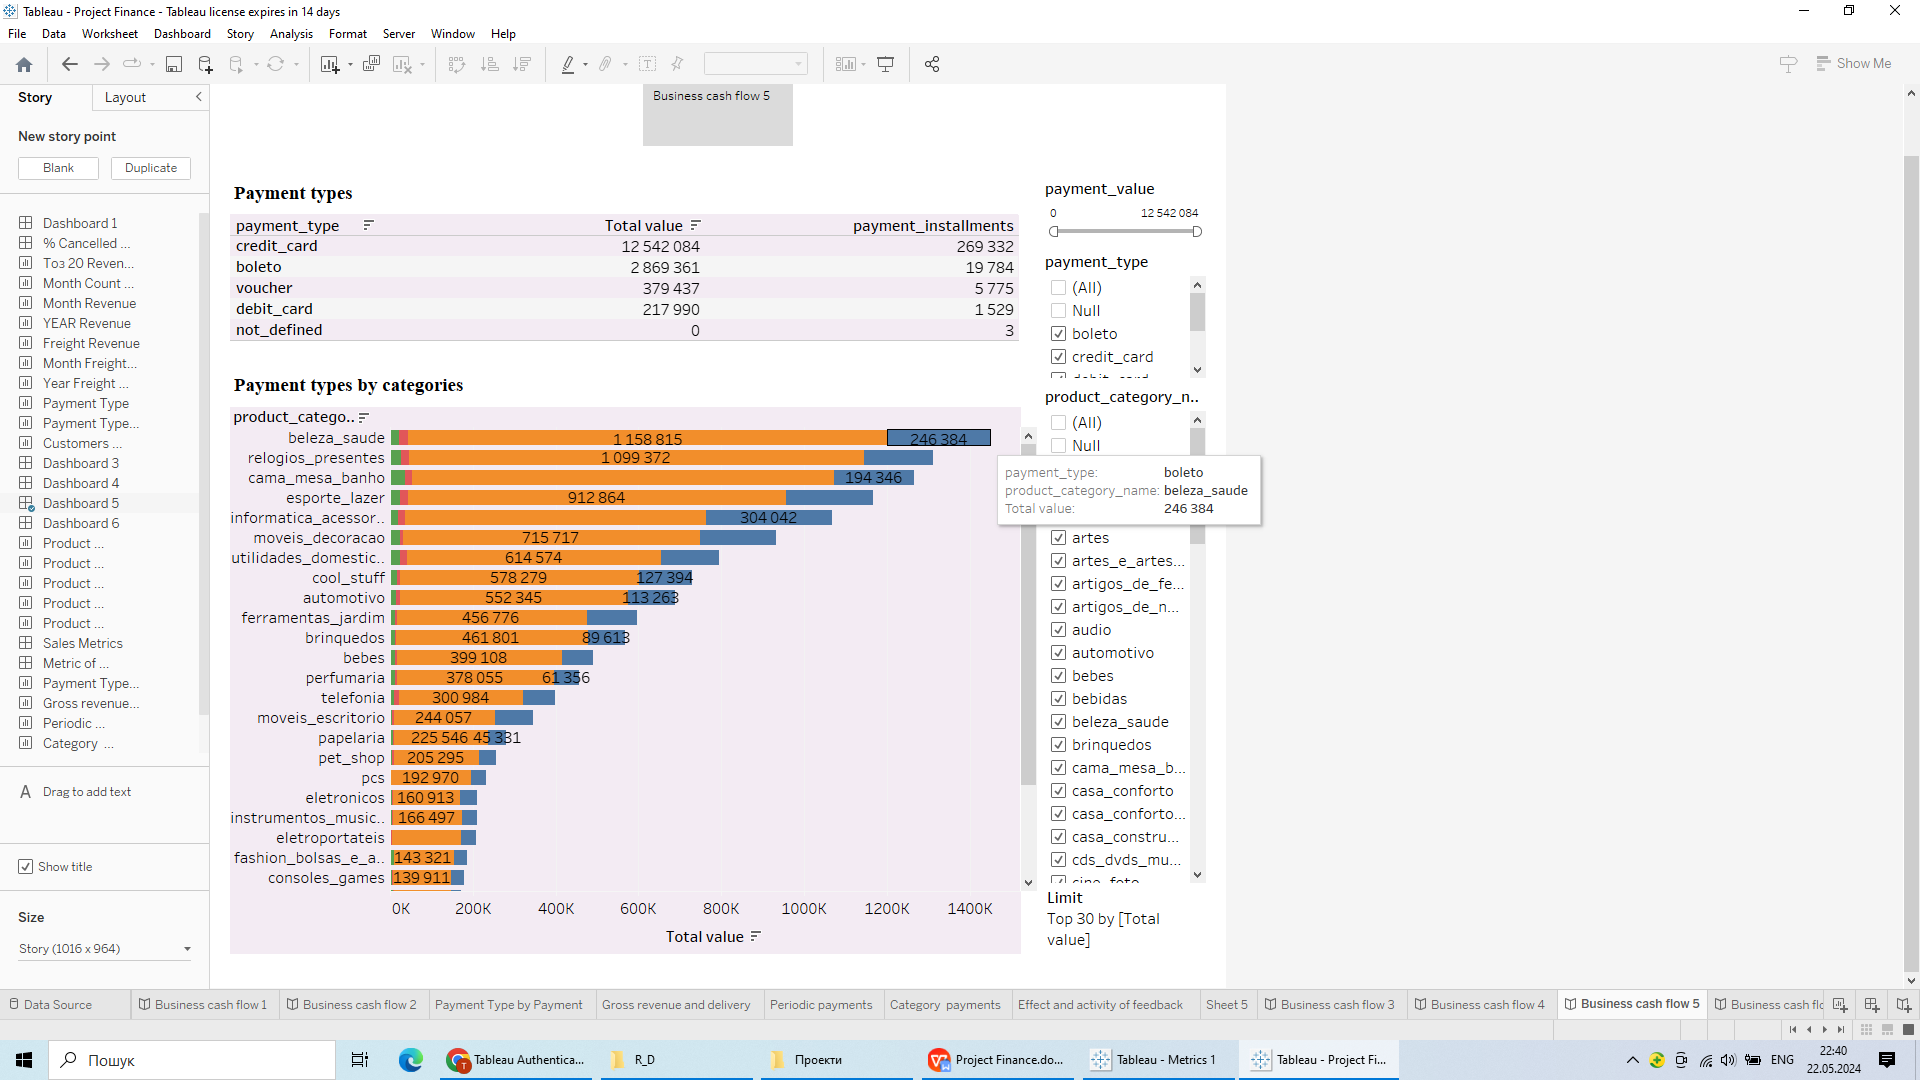 Tableau - Project Finance - Tableau license expires in 14 days
File Data Worksheet Dashboard Story Analysis Format Server Window Help
Show Me
Story Layout
New story point
Blank Duplicate
Dashboard 1
% Cancelled ...
Тоз 20 Reven...
Month Count ...
Month Revenue
YEAR Revenue
Freight Revenue
Month Freight...
Year Freight ...
Payment Type
Payment Type...
Customers ...
Dashboard 3
Dashboard 4
Dashboard 5
Dashboard 6
Product ...
Product ...
Product ...
Product ...
Product ...
Sales Metrics
Metric of ...
Payment Type...
Gross revenue...
Periodic ...
Category ...
A Drag to add text
Show title
Size
Story (1016 x 964)
Business cash flow 5
Payment types
payment_type Total value payment_installments
credit_card 12 542 084 269 332
boleto 2 869 361 19 784
voucher 379 437 5 775
debit_card 217 990 1 529
not_defined 0 3
Payment types by categories
product_catego..
beleza_saude 1 158 815 246 384
relogios_presentes 1 099 372
cama_mesa_banho 194 346
esporte_lazer 912 864
informatica_acessor.. 304 042
moveis_decoracao 715 717
utilidades_domestic.. 614 574
cool_stuff 578 279 127 394
automotivo 552 345 113 263
ferramentas_jardim 456 776
brinquedos 461 801 89 613
bebes 399 108
perfumaria 378 055 61 356
telefonia 300 984
moveis_escritorio 244 057
papelaria 225 546 45 331
pet_shop 205 295
pcs 192 970
eletronicos 160 913
instrumentos_music.. 166 497
eletroportateis
fashion_bolsas_e_a.. 143 321
consoles_games 139 911
0K 200K 400K 600K 800K 1000K 1200K 1400K
Total value
payment_value
0 12 542 084
payment_type
(All)
Null
boleto
credit_card
debit_card
product_category_n..
(All)
Null
payment_type: boleto
product_category_name: beleza_saude
Total value: 246 384
artes
artes_e_artes...
artigos_de_fe...
artigos_de_n...
audio
automotivo
bebes
bebidas
beleza_saude
brinquedos
cama_mesa_b...
casa_conforto
casa_conforto...
casa_constru...
cds_dvds_mu...
cine_foto
Limit
Top 30 by [Total
value]
Data Source Business cash flow 1 Business cash flow 2 Payment Type by Payment Gross revenue and delivery Periodic payments Category payments Effect and activity of feedback Sheet 5 Business cash flow 3 Business cash flow 4 Business cash flow 5 Business cash flc
Пошук Tableau Authentica... R_D Проекти Project Finance.do... Tableau - Metrics 1 Tableau - Project Fi... ENG 22:40
22.05.2024